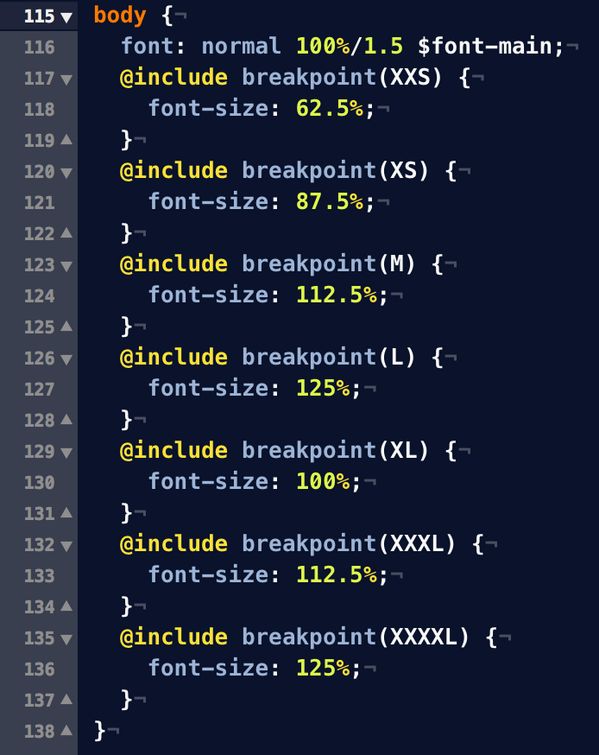 115 body {¬
116 font: normal 100%/1.5 $font-main;¬
117 @include breakpoint(XXS) {¬
118 font-size: 62.5%;¬
119 }¬
120 @include breakpoint(XS) {¬
121 font-size: 87.5%;¬
122 }¬
123 @include breakpoint(M) {¬
124 font-size: 112.5%;¬
125 }¬
126 @include breakpoint(L) {¬
127 font-size: 125%;¬
128 }¬
129 @include breakpoint(XL) {¬
130 font-size: 100%;¬
131 }¬
132 @include breakpoint(XXXL) {¬
133 font-size: 112.5%;¬
134 }¬
135 @include breakpoint(XXXXL) {¬
136 font-size: 125%;¬
137 }¬
138 }¬